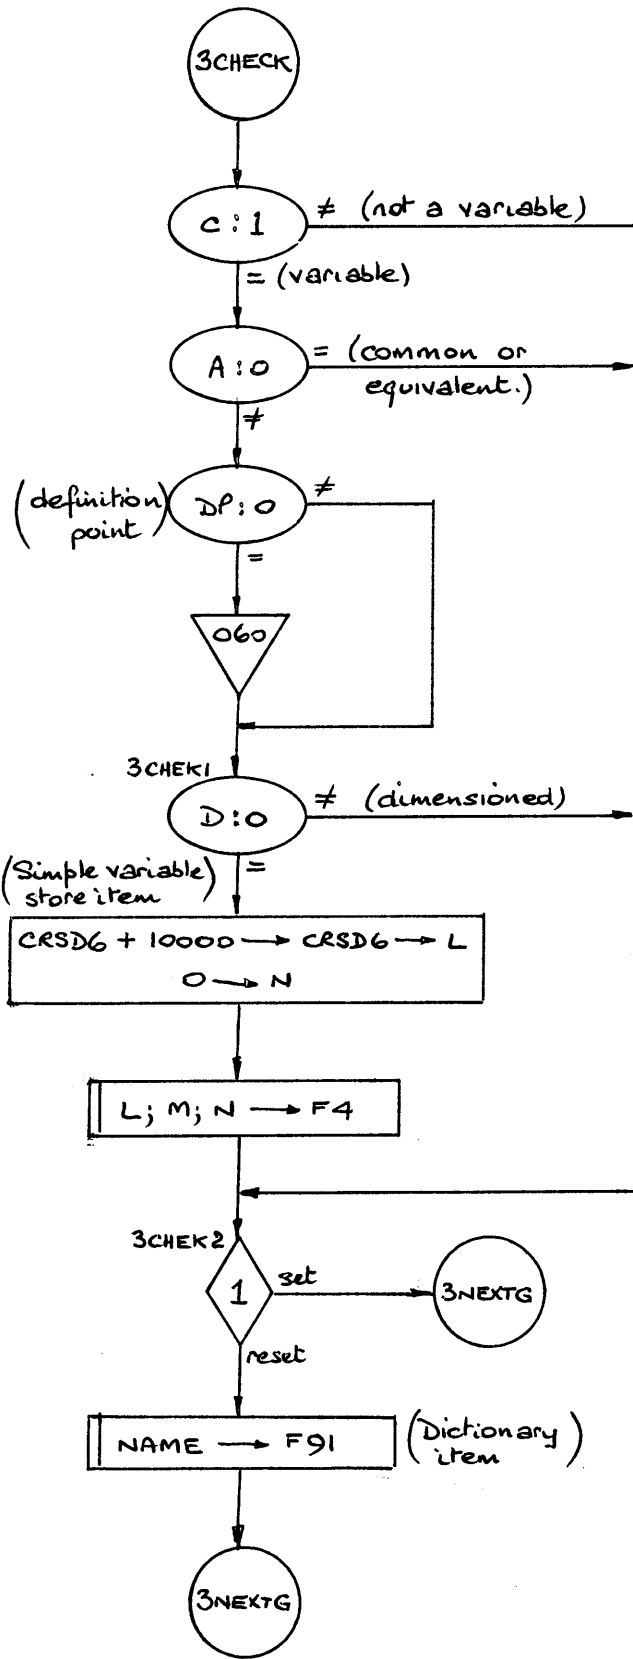 3CHECK
C : 1
≠ (not a variable)
= (variable)
A : 0
= (common or
equivalent.)
≠
(definition
point)
DP : 0
≠
=
060
3CHEK1
D : 0
≠ (dimensioned)
=
(Simple variable
store item)
CRSD6 + 10000 → CRSD6 → L
0 → N
L; M; N → F4
3CHEK2
1
set
3NEXTG
reset
NAME → F91
(Dictionary
item)
3NEXTG